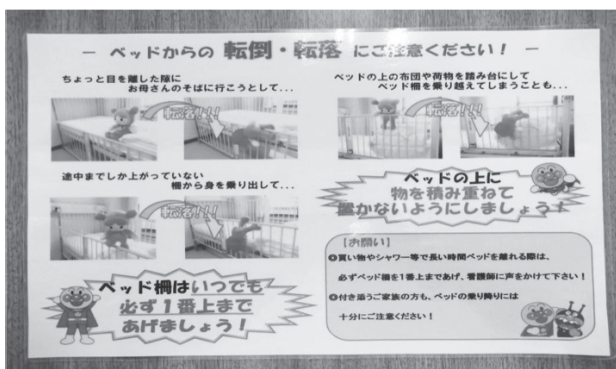 ― ベッドからの 転倒・転落 にご注意ください！ ―
ちょっと目を離した隙に
お母さんのそばに行こうとして...
転落!!!
途中までしか上がっていない
柵から身を乗り出して...
転落!!!
ベッド柵はいつでも
必ず１番上まで
あげましょう！
ベッドの上の布団や荷物を踏み台にして
ベッド柵を乗り越えてしまうことも...
転落!!!
ベッドの上に
物を積み重ねて
置かないようにしましょう！
【お願い】
買い物やシャワー等で長い時間ベッドを離れる際は、
必ずベッド柵を１番上まであげ、看護師に声をかけて下さい！
付き添うご家族の方も、ベッドの乗り降りには
十分にご注意ください！